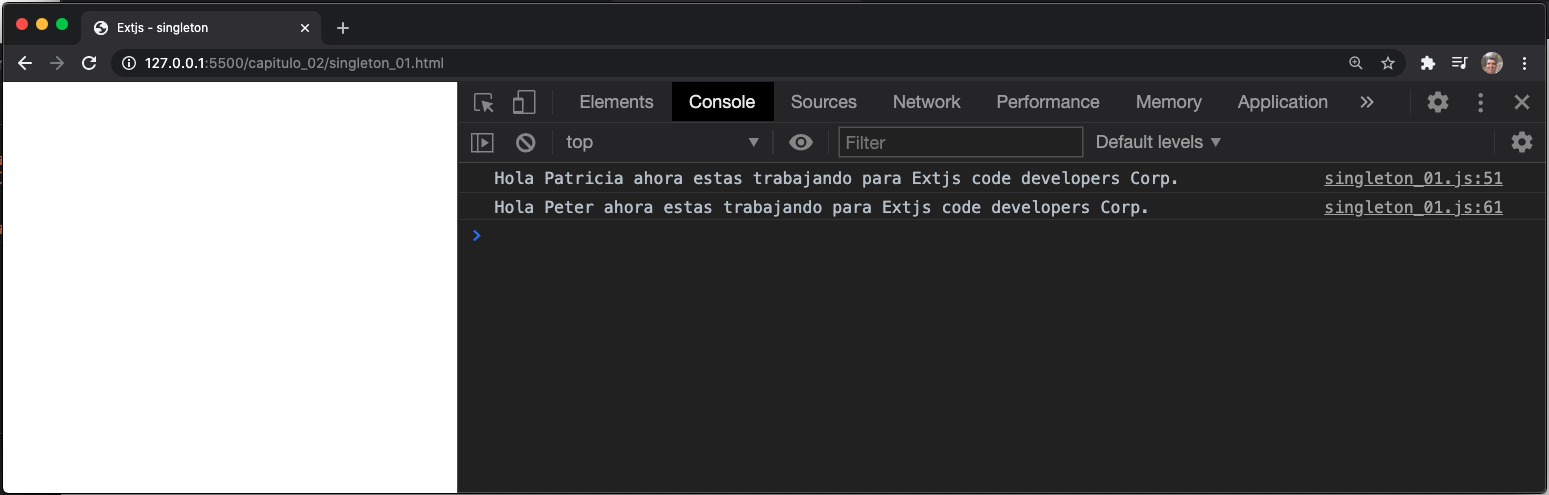 Extjs - singleton
127.0.0.1:5500/capitulo_02/singleton_01.html
Elements Console Sources Network Performance Memory Application
top Filter Default levels
Hola Patricia ahora estas trabajando para Extjs code developers Corp. singleton_01.js:51
Hola Peter ahora estas trabajando para Extjs code developers Corp. singleton_01.js:61